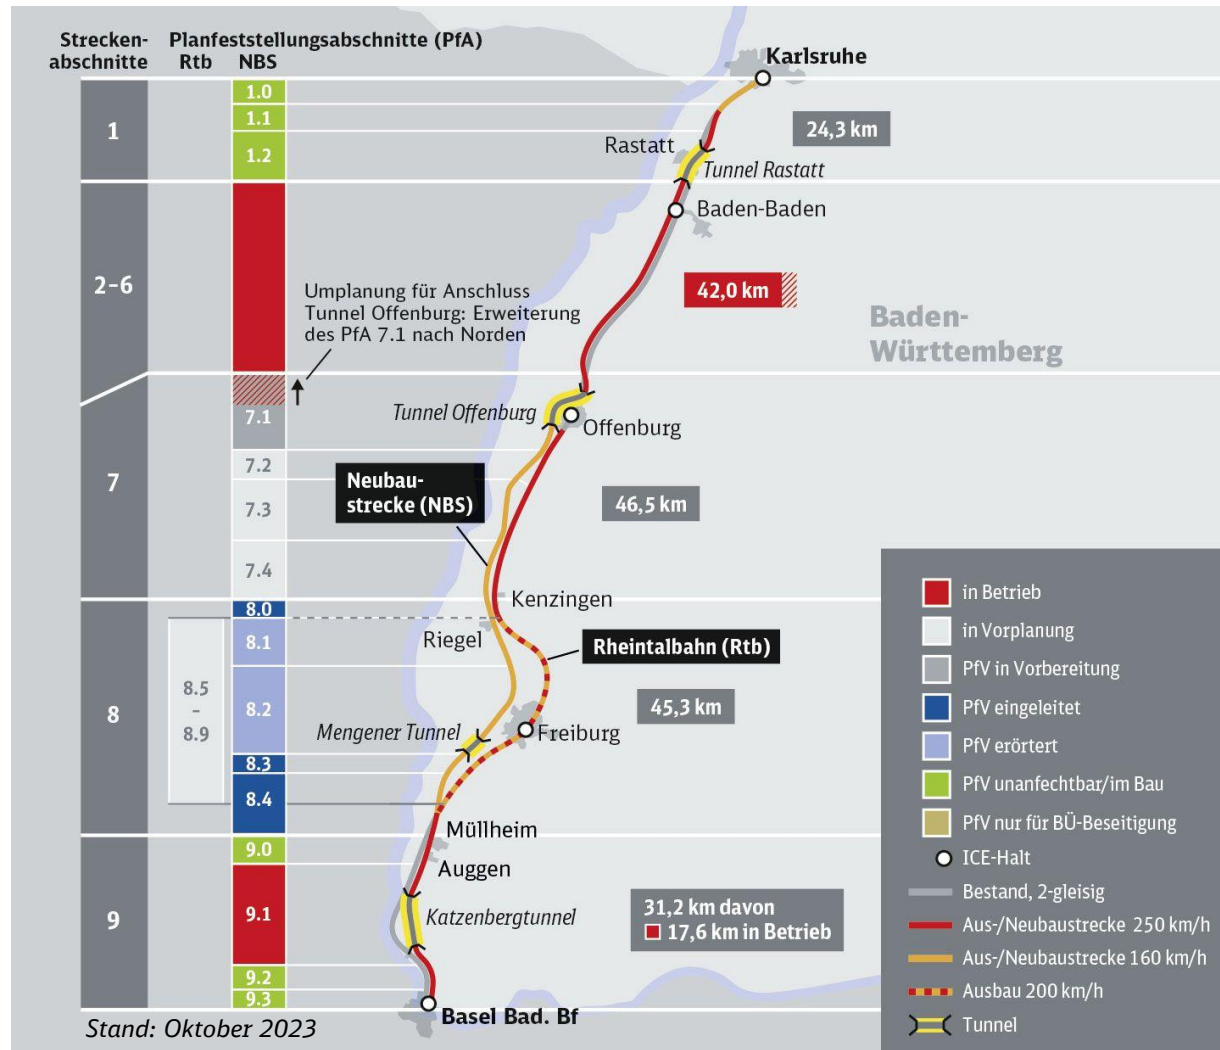 Strecken-
abschnitte
Planfeststellungsabschnitte (PfA)
Rtb
NBS
1
2–6
7
8
9
1.0
1.1
1.2
7.1
7.2
7.3
7.4
8.0
8.1
8.2
8.3
8.4
9.0
9.1
9.2
9.3
8.5
–
8.9
Umplanung für Anschluss
Tunnel Offenburg: Erweiterung
des PfA 7.1 nach Norden
Karlsruhe
24,3 km
Rastatt
Tunnel Rastatt
Baden-Baden
42,0 km
Baden-
Württemberg
Tunnel Offenburg
Offenburg
Neubau-
strecke (NBS)
46,5 km
Kenzingen
Riegel
Rheintalbahn (Rtb)
45,3 km
Mengener Tunnel
Freiburg
Müllheim
Auggen
Katzenbergtunnel
31,2 km davon
17,6 km in Betrieb
Basel Bad. Bf
Stand: Oktober 2023
in Betrieb
in Vorplanung
PfV in Vorbereitung
PfV eingeleitet
PfV erörtert
PfV unanfechtbar/im Bau
PfV nur für BÜ-Beseitigung
ICE-Halt
Bestand, 2-gleisig
Aus-/Neubaustrecke 250 km/h
Aus-/Neubaustrecke 160 km/h
Ausbau 200 km/h
Tunnel